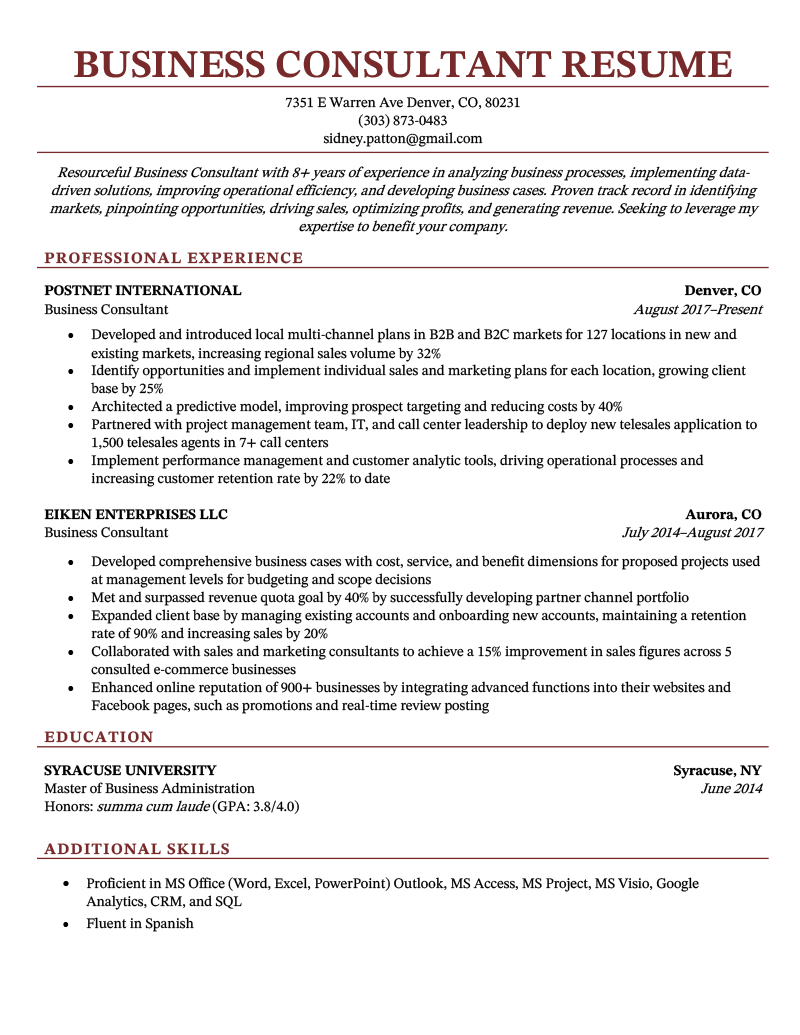 BUSINESS CONSULTANT RESUME
7351 E Warren Ave Denver, CO, 80231
(303) 873-0483
sidney.patton@gmail.com
Resourceful Business Consultant with 8+ years of experience in analyzing business processes, implementing data-
driven solutions, improving operational efficiency, and developing business cases. Proven track record in identifying
markets, pinpointing opportunities, driving sales, optimizing profits, and generating revenue. Seeking to leverage my
expertise to benefit your company.
PROFESSIONAL EXPERIENCE
POSTNET INTERNATIONAL Denver, CO
Business Consultant August 2017–Present
• Developed and introduced local multi-channel plans in B2B and B2C markets for 127 locations in new and
existing markets, increasing regional sales volume by 32%
• Identify opportunities and implement individual sales and marketing plans for each location, growing client
base by 25%
• Architected a predictive model, improving prospect targeting and reducing costs by 40%
• Partnered with project management team, IT, and call center leadership to deploy new telesales application to
1,500 telesales agents in 7+ call centers
• Implement performance management and customer analytic tools, driving operational processes and
increasing customer retention rate by 22% to date
EIKEN ENTERPRISES LLC Aurora, CO
Business Consultant July 2014–August 2017
• Developed comprehensive business cases with cost, service, and benefit dimensions for proposed projects used
at management levels for budgeting and scope decisions
• Met and surpassed revenue quota goal by 40% by successfully developing partner channel portfolio
• Expanded client base by managing existing accounts and onboarding new accounts, maintaining a retention
rate of 90% and increasing sales by 20%
• Collaborated with sales and marketing consultants to achieve a 15% improvement in sales figures across 5
consulted e-commerce businesses
• Enhanced online reputation of 900+ businesses by integrating advanced functions into their websites and
Facebook pages, such as promotions and real-time review posting
EDUCATION
SYRACUSE UNIVERSITY Syracuse, NY
Master of Business Administration June 2014
Honors: summa cum laude (GPA: 3.8/4.0)
ADDITIONAL SKILLS
• Proficient in MS Office (Word, Excel, PowerPoint) Outlook, MS Access, MS Project, MS Visio, Google
Analytics, CRM, and SQL
• Fluent in Spanish